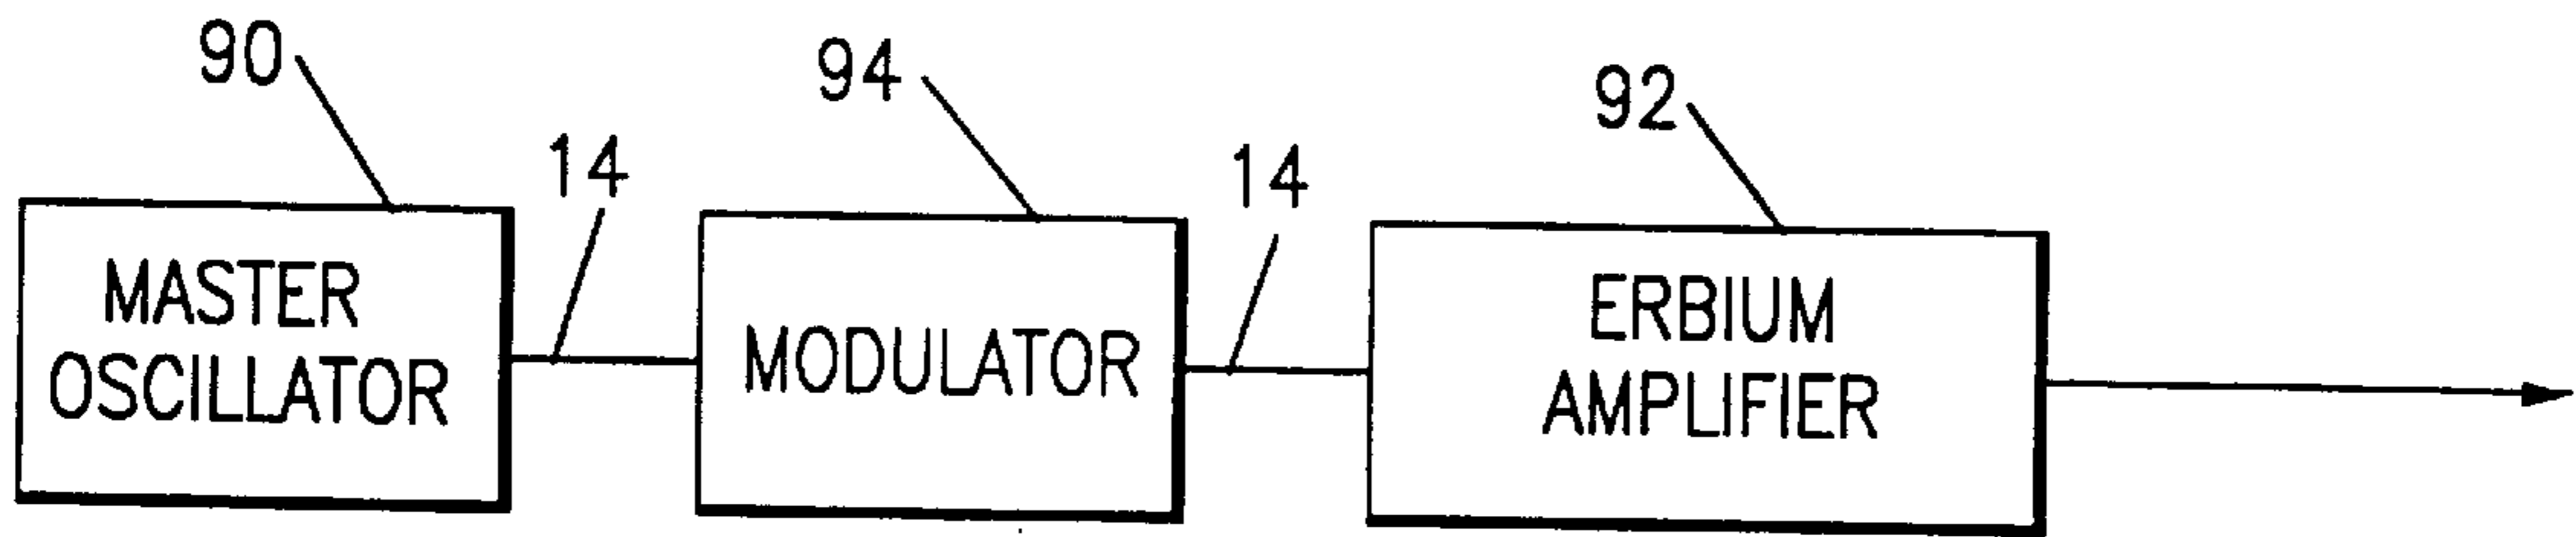 90
94
92
14
14
MASTER
OSCILLATOR
MODULATOR
ERBIUM
AMPLIFIER